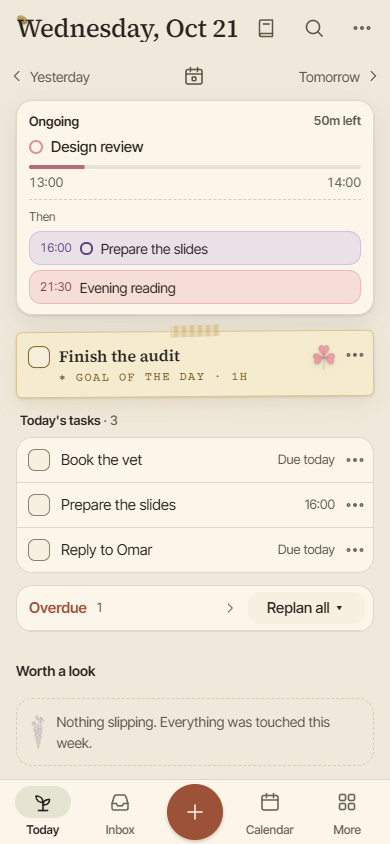 Wednesday, Oct 21
Yesterday
Tomorrow
Ongoing
50m left
Design review
13:00
14:00
Then
16:00 Prepare the slides
21:30 Evening reading
Finish the audit
✶ GOAL OF THE DAY · 1H
Today's tasks · 3
Book the vet
Due today
Prepare the slides
16:00
Reply to Omar
Due today
Overdue 1
Replan all
Worth a look
Nothing slipping. Everything was touched this
week.
Today
Inbox
Calendar
More